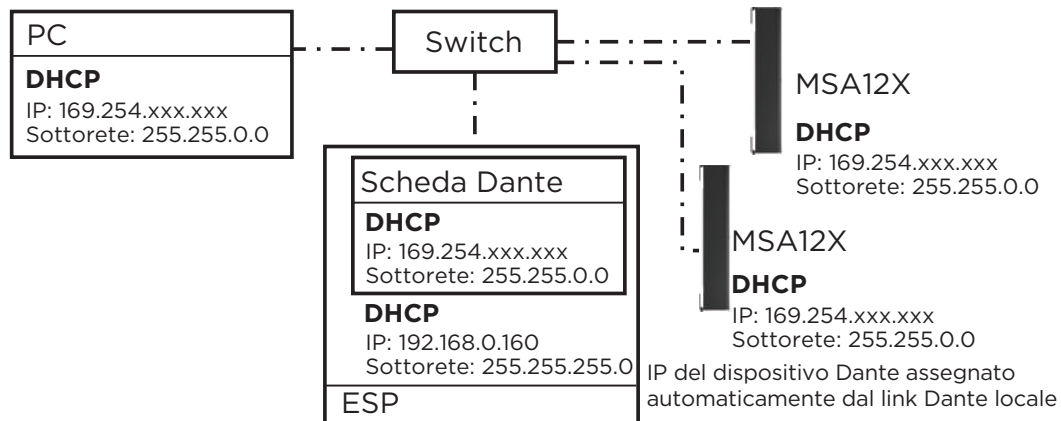 PC
DHCP
IP: 169.254.xxx.xxx
Sottorete: 255.255.0.0
Switch
MSA12X
DHCP
IP: 169.254.xxx.xxx
Sottorete: 255.255.0.0
Scheda Dante
DHCP
IP: 169.254.xxx.xxx
Sottorete: 255.255.0.0
DHCP
IP: 192.168.0.160
Sottorete: 255.255.255.0
ESP
MSA12X
DHCP
IP: 169.254.xxx.xxx
Sottorete: 255.255.0.0
IP del dispositivo Dante assegnato
automaticamente dal link Dante locale